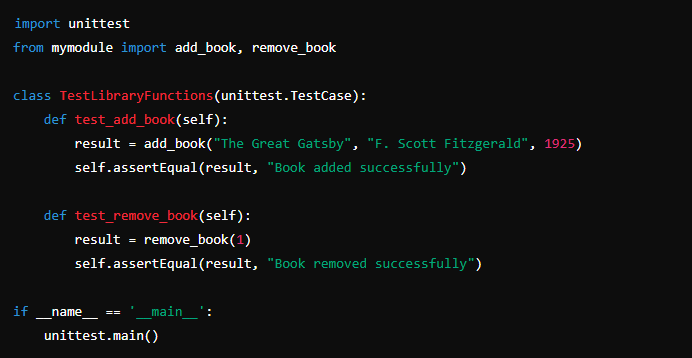 import unittest
from mymodule import add_book, remove_book

class TestLibraryFunctions(unittest.TestCase):
    def test_add_book(self):
        result = add_book("The Great Gatsby", "F. Scott Fitzgerald", 1925)
        self.assertEqual(result, "Book added successfully")

    def test_remove_book(self):
        result = remove_book(1)
        self.assertEqual(result, "Book removed successfully")

if __name__ == '__main__':
    unittest.main()